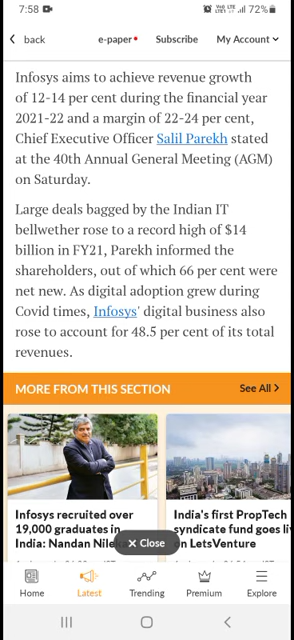 7:58
72%
back
e-paper
Subscribe
My Account
Infosys aims to achieve revenue growth
of 12-14 per cent during the financial year
2021-22 and a margin of 22-24 per cent,
Chief Executive Officer Salil Parekh stated
at the 40th Annual General Meeting (AGM)
on Saturday.
Large deals bagged by the Indian IT
bellwether rose to a record high of $14
billion in FY21, Parekh informed the
shareholders, out of which 66 per cent were
net new. As digital adoption grew during
Covid times, Infosys' digital business also
rose to account for 48.5 per cent of its total
revenues.
MORE FROM THIS SECTION
See All
Infosys recruited over
19,000 graduates in
India: Nandan
India's first PropTech
syndicate fund goes
on LetsVenture
× Close
Home
Latest
Trending
Premium
Explore